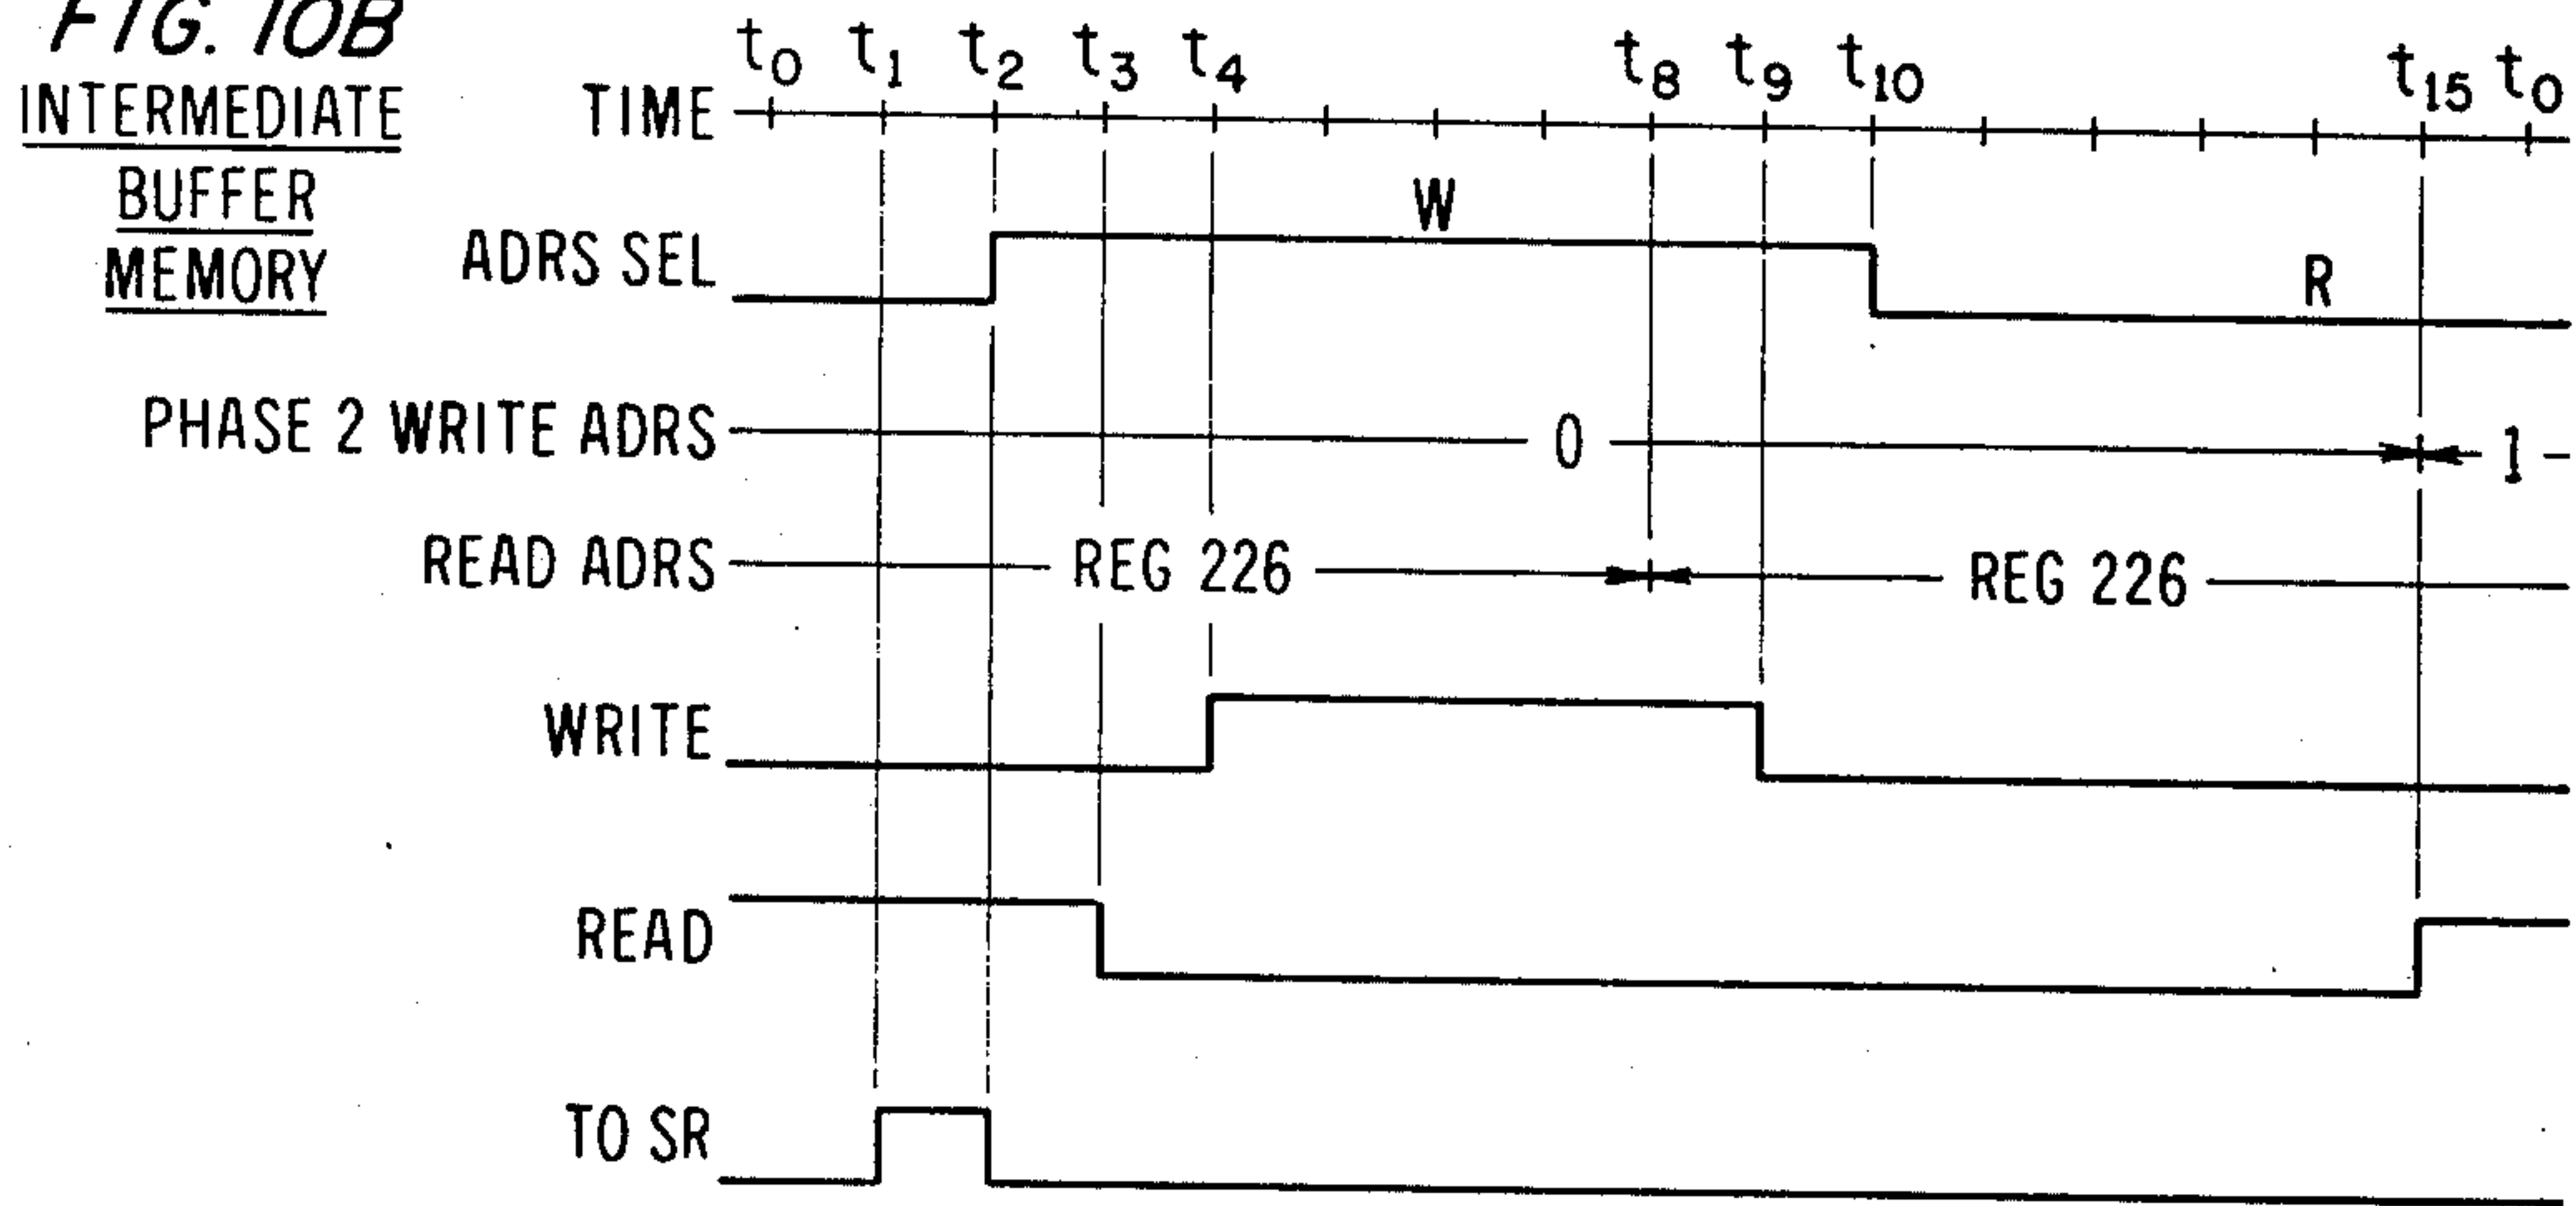 FIG. 10B
INTERMEDIATE
BUFFER
MEMORY
t0 t1 t2 t3 t4 t8 t9 t10 t15 t0
TIME
W
ADRS SEL
R
PHASE 2 WRITE ADRS 0 1
READ ADRS REG 226 REG 226
WRITE
READ
TO SR